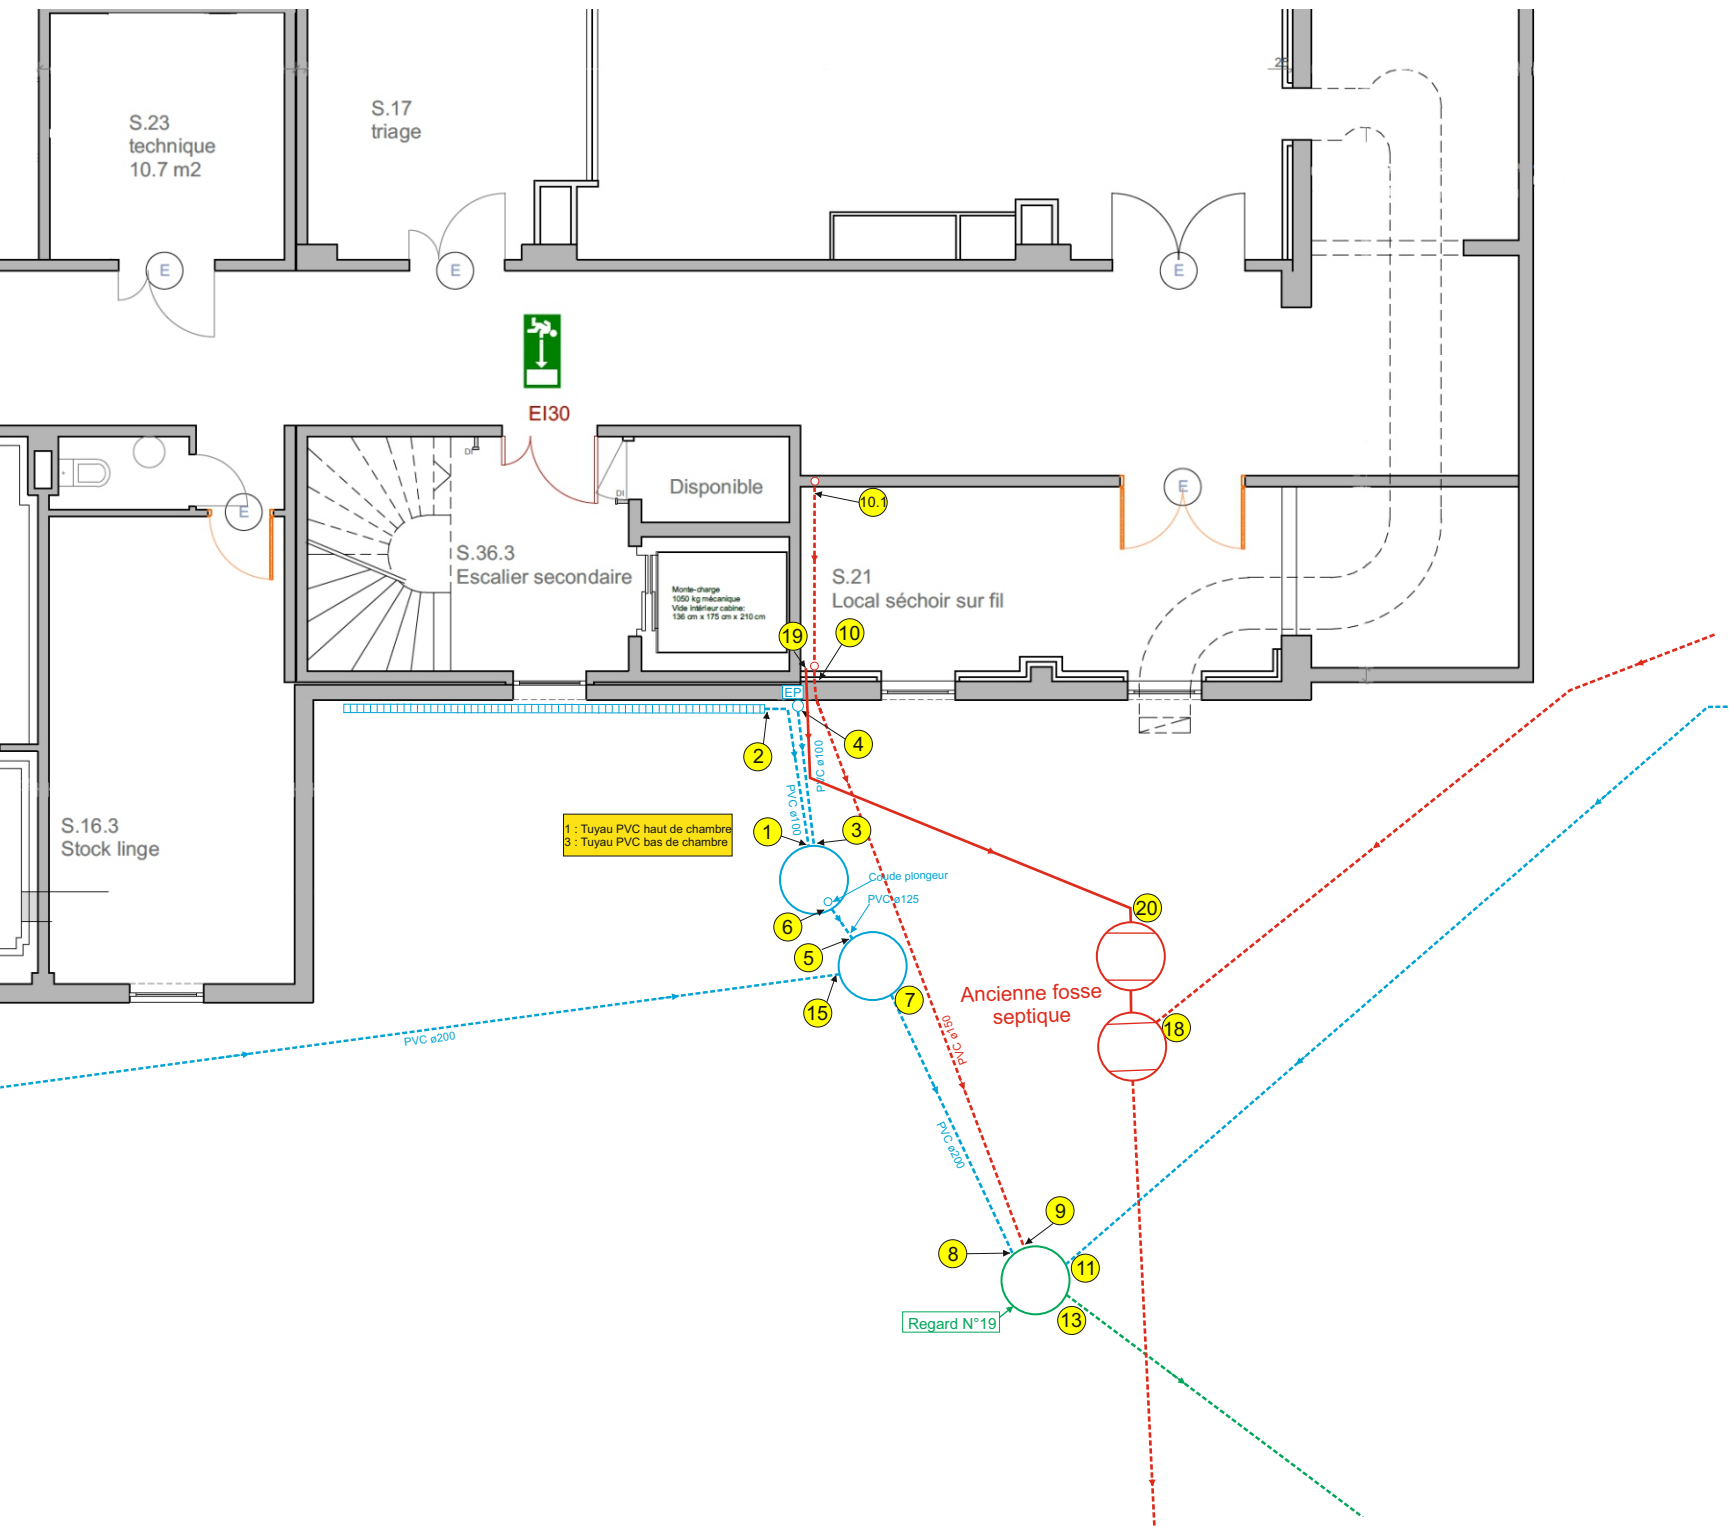 S.23
technique
10.7 m2
S.17
triage
E
E
E
EI30
DI
DI
Disponible
E
E
10.1
S.36.3
Escalier secondaire
Monte-charge
1050 kg mécanique
Vide intérieur cabine:
136 cm x 175 cm x 210 cm
S.21
Local séchoir sur fil
19
10
EP
2
4
PVC ø100
PVC ø100
1 : Tuyau PVC haut de chambre
3 : Tuyau PVC bas de chambre
1
3
S.16.3
Stock linge
Coude plongeur
PVC ø125
6
5
20
15
7
Ancienne fosse
septique
18
PVC ø200
PVC ø150
PVC ø200
9
8
11
Regard N°19
13